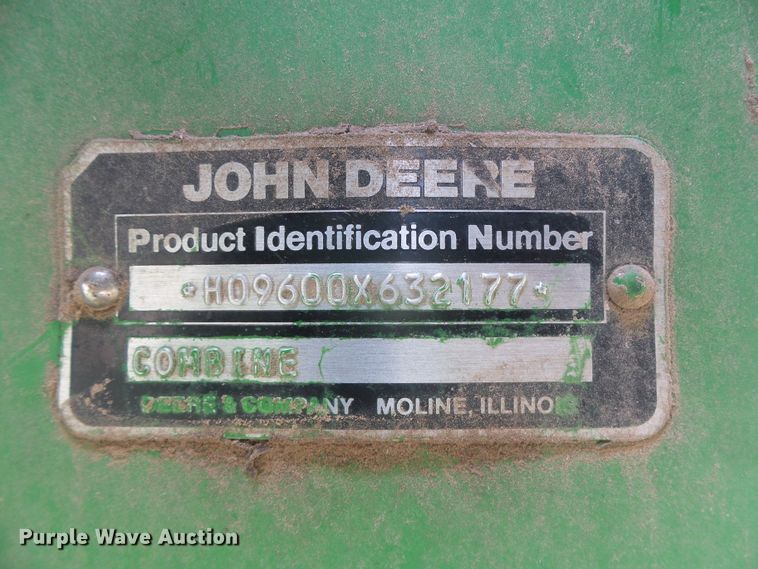 JOHN DEERE
Product Identification Number
*H09600X632177*
COMBINE
DEERE & COMPANY MOLINE, ILLINOIS
Purple Wave Auction